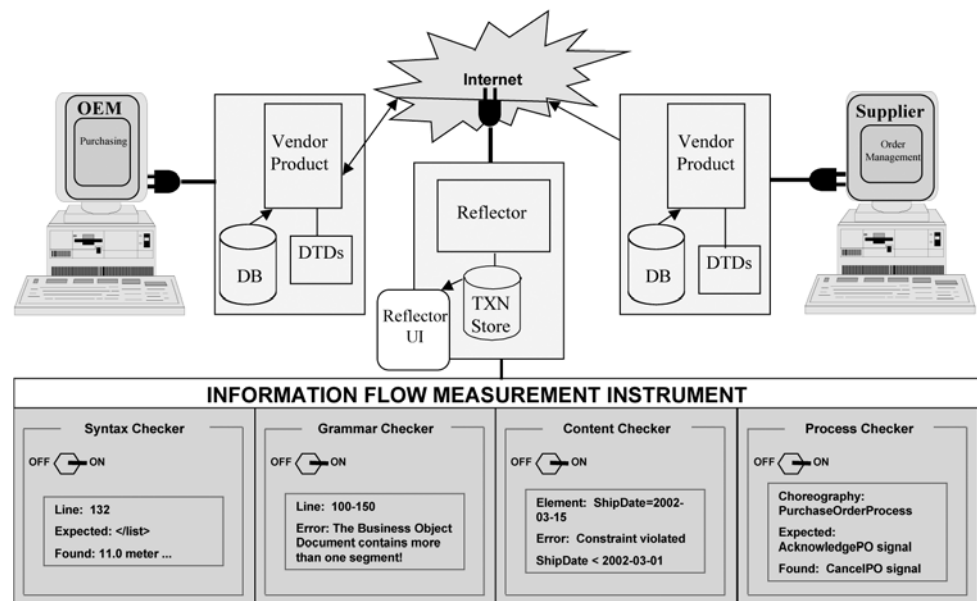 Internet
OEM
Purchasing
Vendor
Product
DB
DTDs
Reflector
Reflector
UI
TXN
Store
Vendor
Product
DB
DTDs
Supplier
Order
Management
INFORMATION FLOW MEASUREMENT INSTRUMENT
Syntax Checker
OFF ON
Line: 132
Expected: </list>
Found: 11.0 meter ...
Grammar Checker
OFF ON
Line: 100-150
Error: The Business Object
Document contains more
than one segment!
Content Checker
OFF ON
Element: ShipDate=2002-
03-15
Error: Constraint violated
ShipDate < 2002-03-01
Process Checker
OFF ON
Choreography:
PurchaseOrderProcess
Expected:
AcknowledgePO signal
Found: CancelPO signal